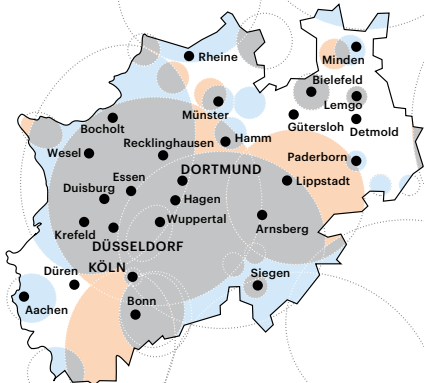 Rheine
Minden
Bielefeld
Lemgo
Münster
Gütersloh
Detmold
Bocholt
Hamm
Recklinghausen
Wesel
Paderborn
DORTMUND
Essen
Lippstadt
Duisburg
Hagen
Wuppertal
Arnsberg
Krefeld
DÜSSELDORF
KÖLN
Düren
Siegen
Bonn
Aachen